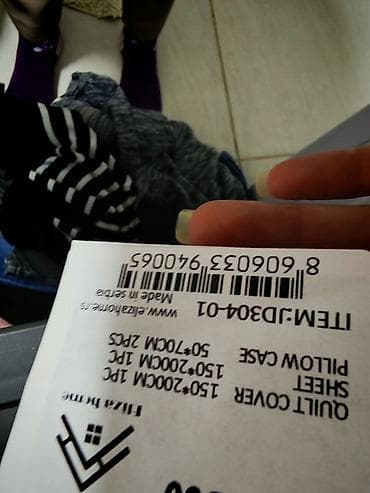 Eliza home
QUILT COVER 150*200CM 1PC
SHEET 150*200CM 1PC
PILLOW CASE 50*70CM 2PCS
ITEM:JD304-01 www.elizahome.rs
Made in serbia
8 606033 940065